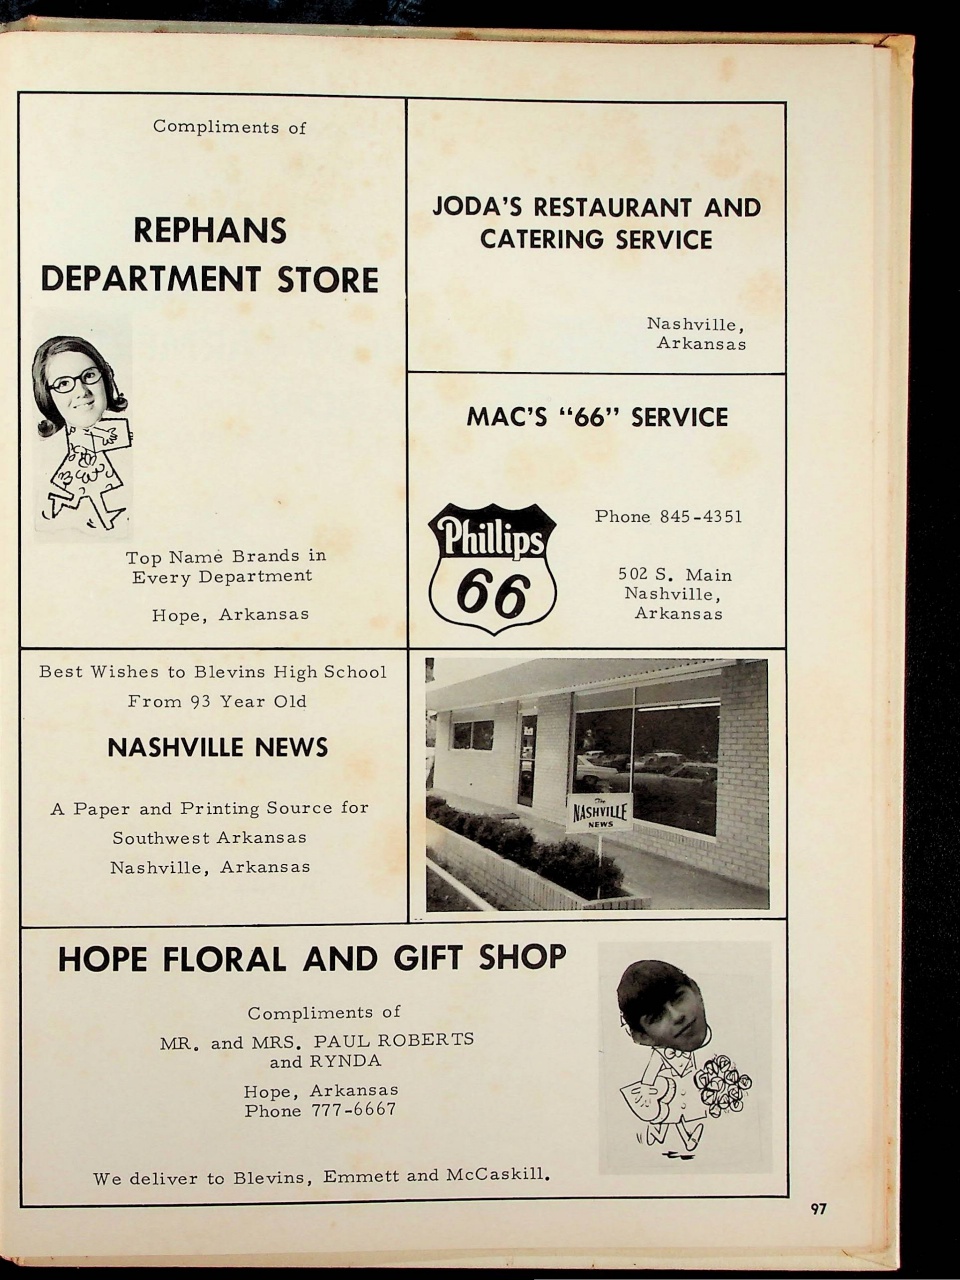 Compliments of
REPHANS
DEPARTMENT STORE
Top Name Brands in
Every Department
Hope, Arkansas
JODA'S RESTAURANT AND
CATERING SERVICE
Nashville,
Arkansas
MAC'S "66" SERVICE
Phillips
66
Phone 845-4351
502 S. Main
Nashville,
Arkansas
Best Wishes to Blevins High School
From 93 Year Old
NASHVILLE NEWS
A Paper and Printing Source for
Southwest Arkansas
Nashville, Arkansas
The
NASHVILLE
NEWS
HOPE FLORAL AND GIFT SHOP
Compliments of
MR. and MRS. PAUL ROBERTS
and RYNDA
Hope, Arkansas
Phone 777-6667
We deliver to Blevins, Emmett and McCaskill.
97